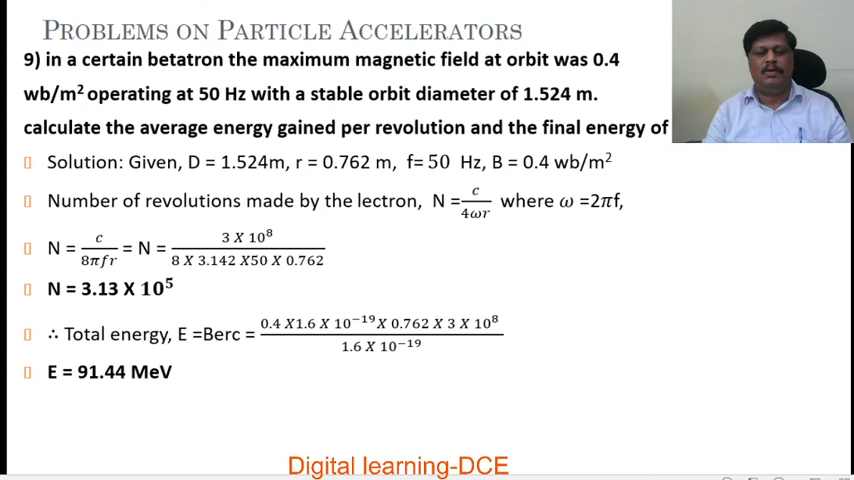 PROBLEMS ON PARTICLE ACCELERATORS
9) in a certain betatron the maximum magnetic field at orbit was 0.4
wb/m² operating at 50 Hz with a stable orbit diameter of 1.524 m.
calculate the average energy gained per revolution and the final energy of
Solution: Given, D = 1.524m, r = 0.762 m, f= 50 Hz, B = 0.4 wb/m²
Number of revolutions made by the lectron, N = c/4ωr where ω =2πf,
N = c/8πfr = N = 3 X 10⁸/8 X 3.142 X50 X 0.762
N = 3.13 X 10⁵
∴ Total energy, E =Berc = 0.4 X1.6 X 10⁻¹⁹X 0.762 X 3 X 10⁸/1.6 X 10⁻¹⁹
E = 91.44 MeV
Digital learning-DCE